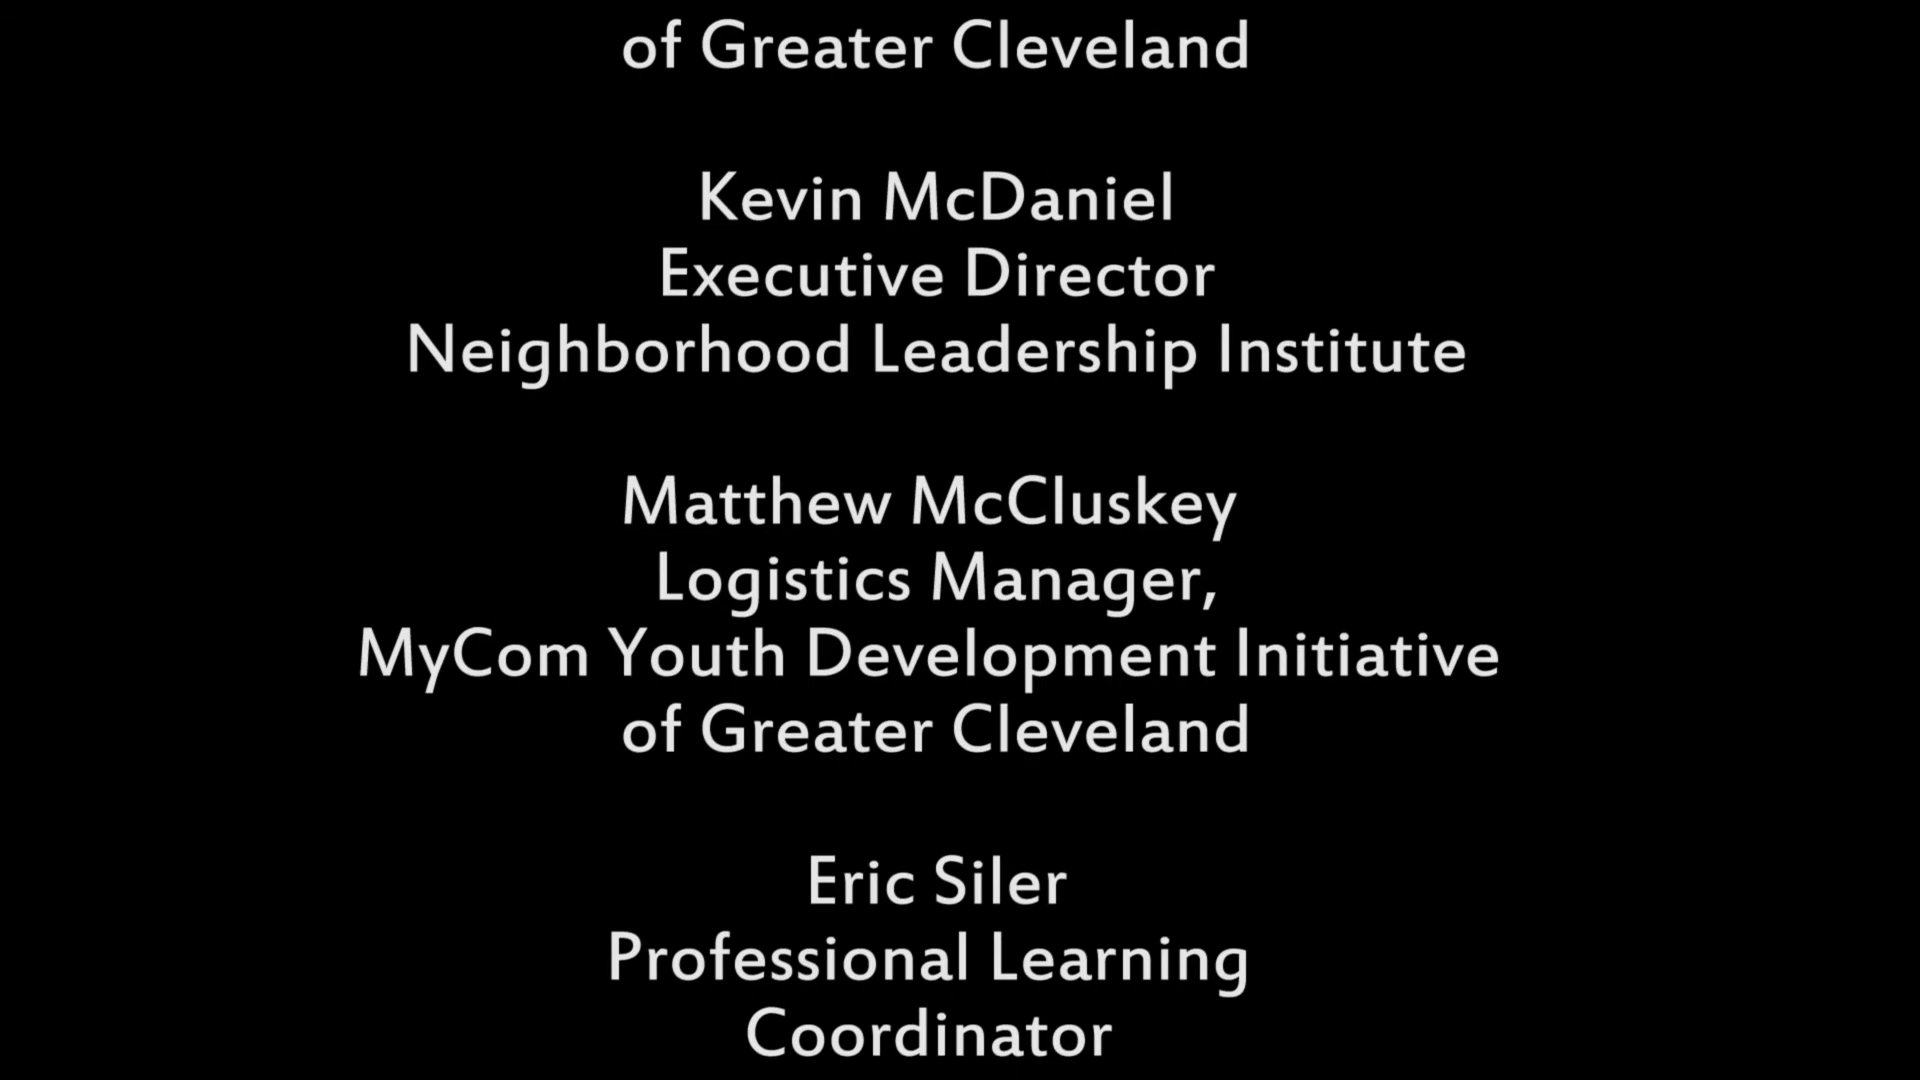 of Greater Cleveland
Kevin McDaniel
Executive Director
Neighborhood Leadership Institute
Matthew McCluskey
Logistics Manager,
MyCom Youth Development Initiative
of Greater Cleveland
Eric Siler
Professional Learning
Coordinator